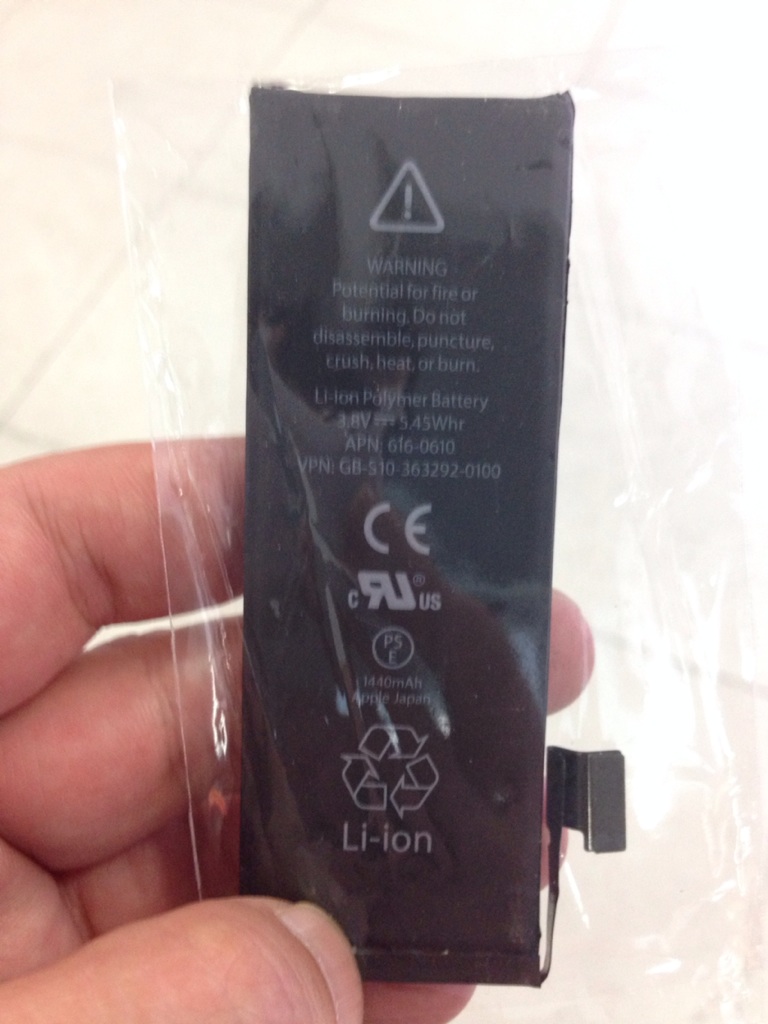 WARNING
Potential for fire or
burning. Do not
disassemble, puncture,
crush, heat, or burn.
Li-ion Polymer Battery
3.8V ⎓ 5.45Whr
APN: 616-0610
VPN: GB-S10-363292-0100
CE
c RU ® US
PS
E
1440mAh
Apple Japan
Li-ion